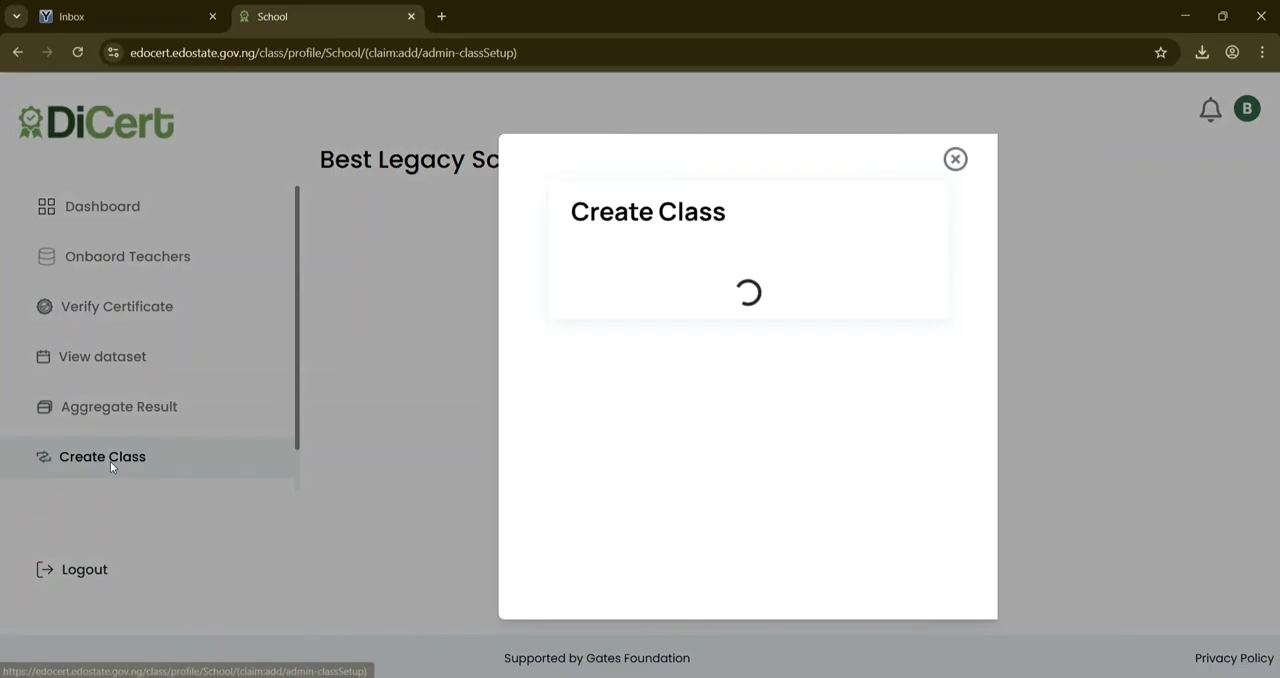 Inbox
School
edocert.edostate.gov.ng/class/profile/School/(claim:add/admin-classSetup)
DiCert
B
Best Legacy Sc
Create Class
Dashboard
Onbaord Teachers
Verify Certificate
View dataset
Aggregate Result
Create Class
Logout
Supported by Gates Foundation
Privacy Policy
https://edocert.edostate.gov.ng/class/profile/School/(claim:add/admin-classSetup)